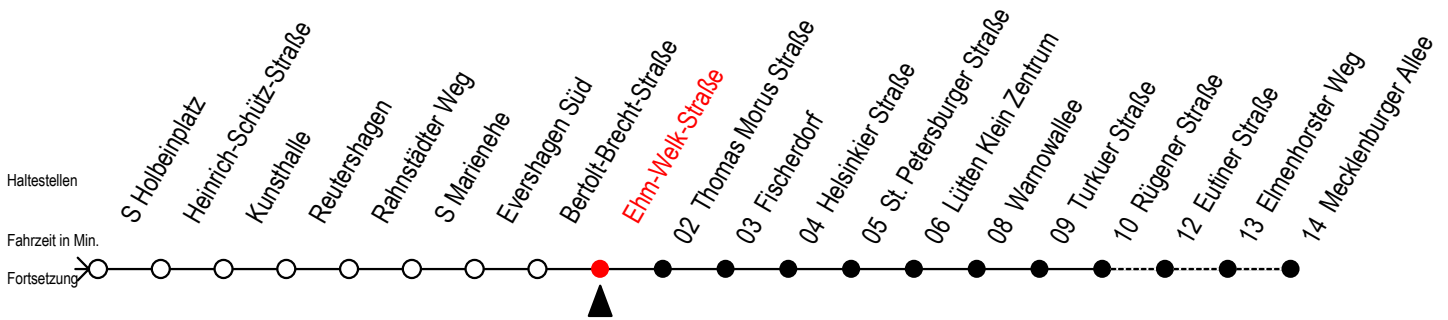 Haltestellen
Fahrzeit in Min.
Fortsetzung
S Holbeinplatz
Heinrich-Schütz-Straße
Kunsthalle
Reutershagen
Rahnstädter Weg
S Marienehe
Evershagen Süd
Bertolt-Brecht-Straße
Ehm-Welk-Straße
02 Thomas Morus Straße
03 Fischerdorf
04 Helsinkier Straße
05 St. Petersburger Straße
06 Lütten Klein Zentrum
08 Warnowallee
09 Turkuer Straße
10 Rügener Straße
12 Eutiner Straße
13 Elmenhorster Weg
14 Mecklenburger Allee